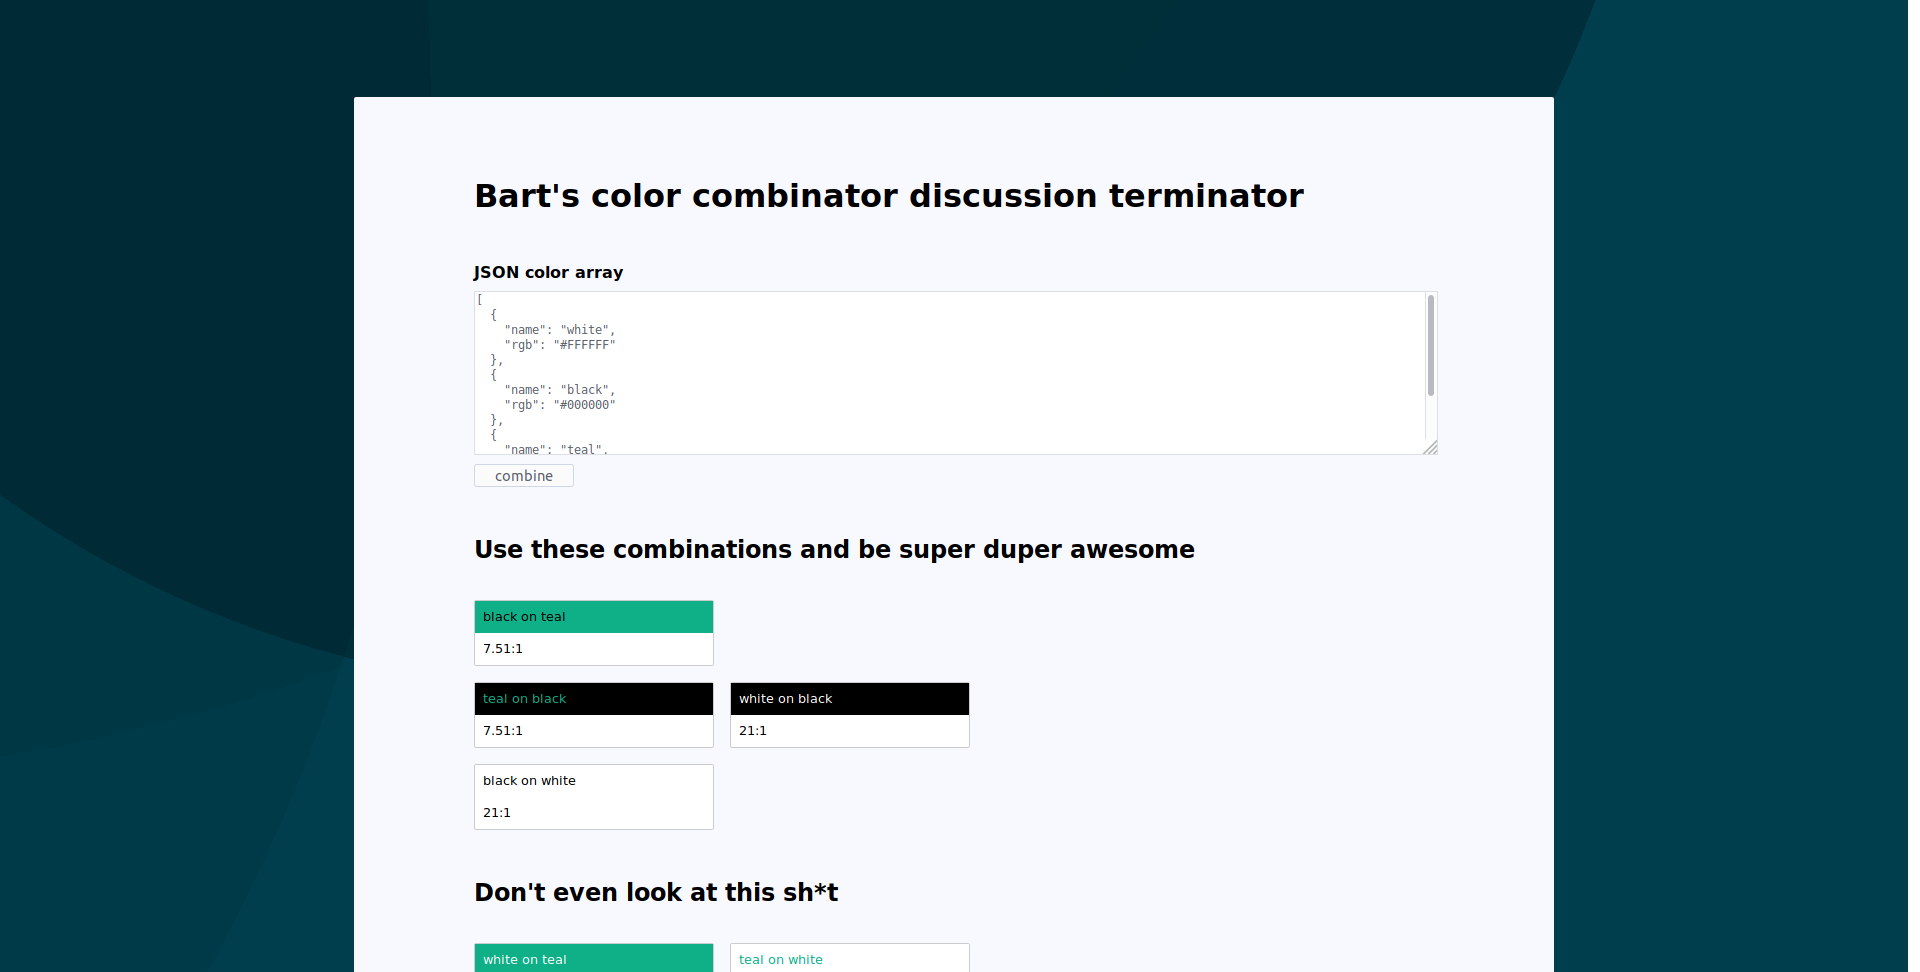 Bart's color combinator discussion terminator
JSON color array
[
  {
    "name": "white",
    "rgb": "#FFFFFF"
  },
  {
    "name": "black",
    "rgb": "#000000"
  },
  {
    "name": "teal",
combine
Use these combinations and be super duper awesome
black on teal
7.51:1
teal on black
white on black
7.51:1
21:1
black on white
21:1
Don't even look at this sh*t
white on teal
teal on white